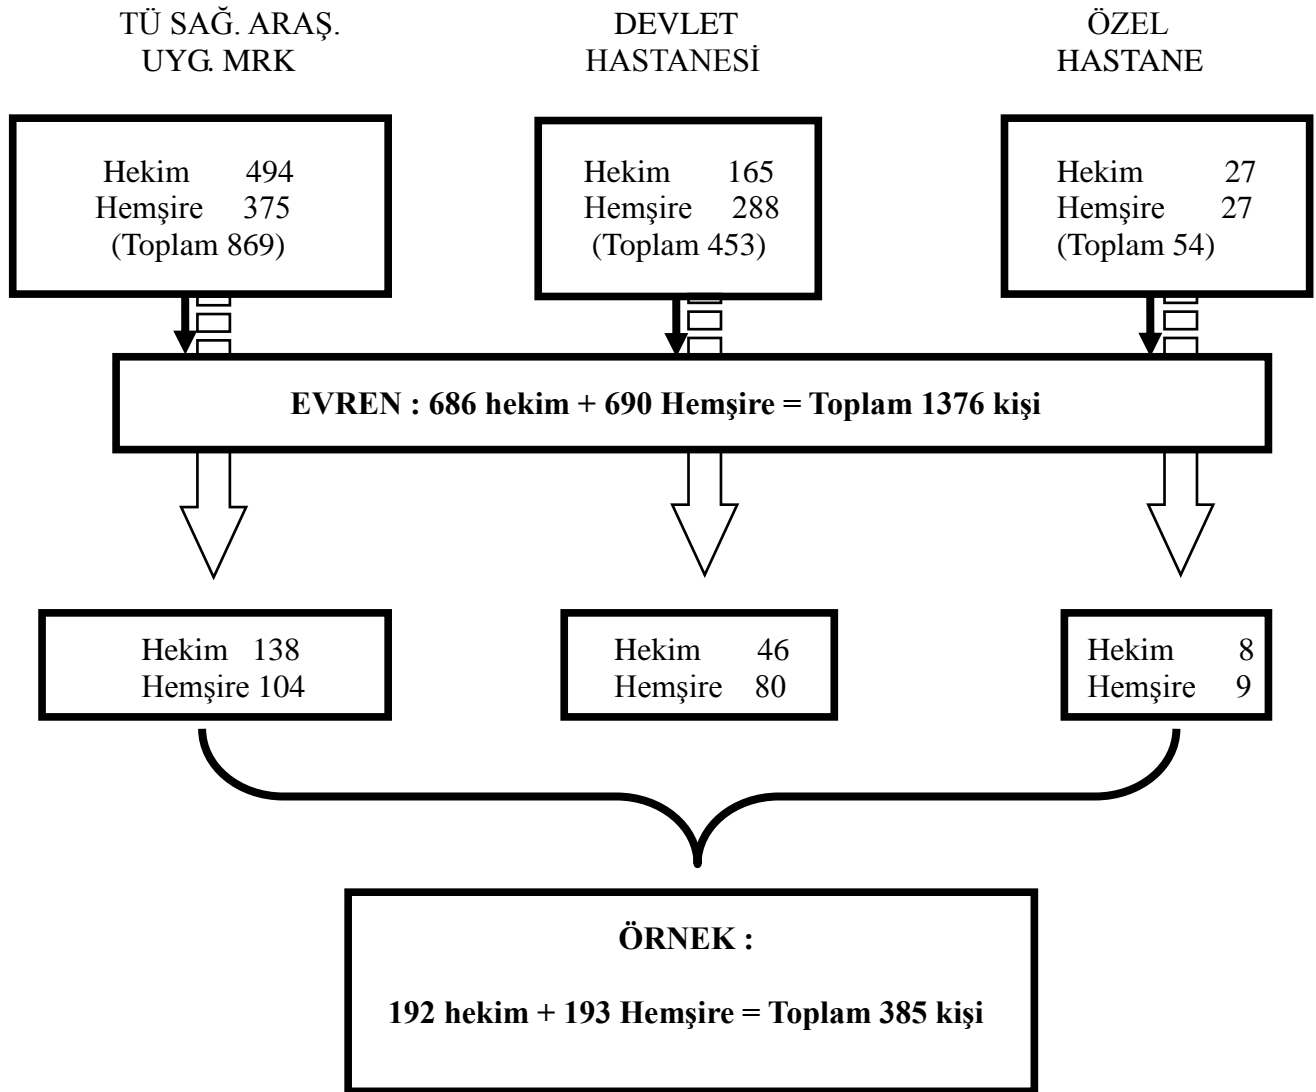 TÜ SAĞ. ARAŞ.
UYG. MRK
DEVLET
HASTANESİ
ÖZEL
HASTANE
Hekim 494
Hemşire 375
(Toplam 869)
Hekim 165
Hemşire 288
(Toplam 453)
Hekim 27
Hemşire 27
(Toplam 54)
EVREN : 686 hekim + 690 Hemşire = Toplam 1376 kişi
Hekim 138
Hemşire 104
Hekim 46
Hemşire 80
Hekim 8
Hemşire 9
ÖRNEK :
192 hekim + 193 Hemşire = Toplam 385 kişi